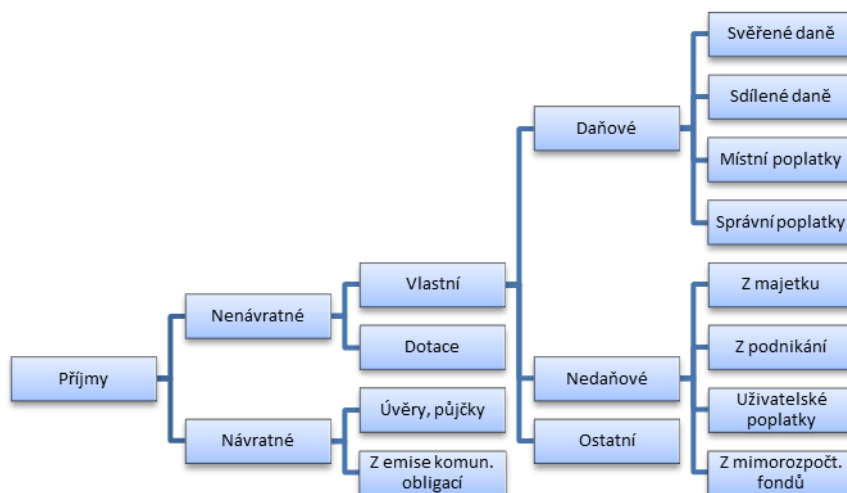 Příjmy
Nenávratné
Návratné
Vlastní
Dotace
Úvěry, půjčky
Z emise komun.
obligací
Daňové
Nedaňové
Ostatní
Svěřené daně
Sdílené daně
Místní poplatky
Správní poplatky
Z majetku
Z podnikání
Uživatelské
poplatky
Z mimorozpočt.
fondů